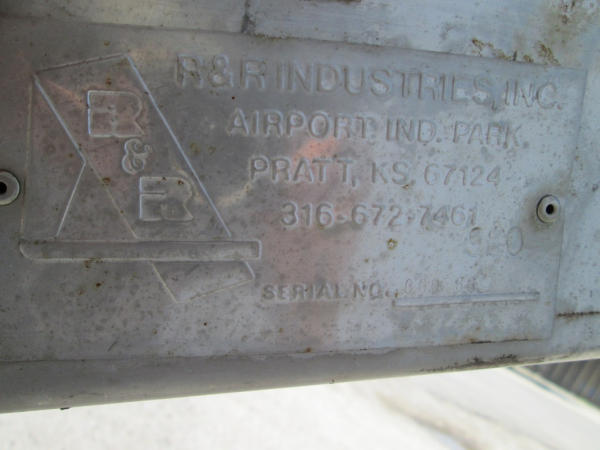 R&R INDUSTRIES, INC.
AIRPORT IND. PARK
PRATT, KS 67124
316-672-7461
R
&
R
SERIAL NO.